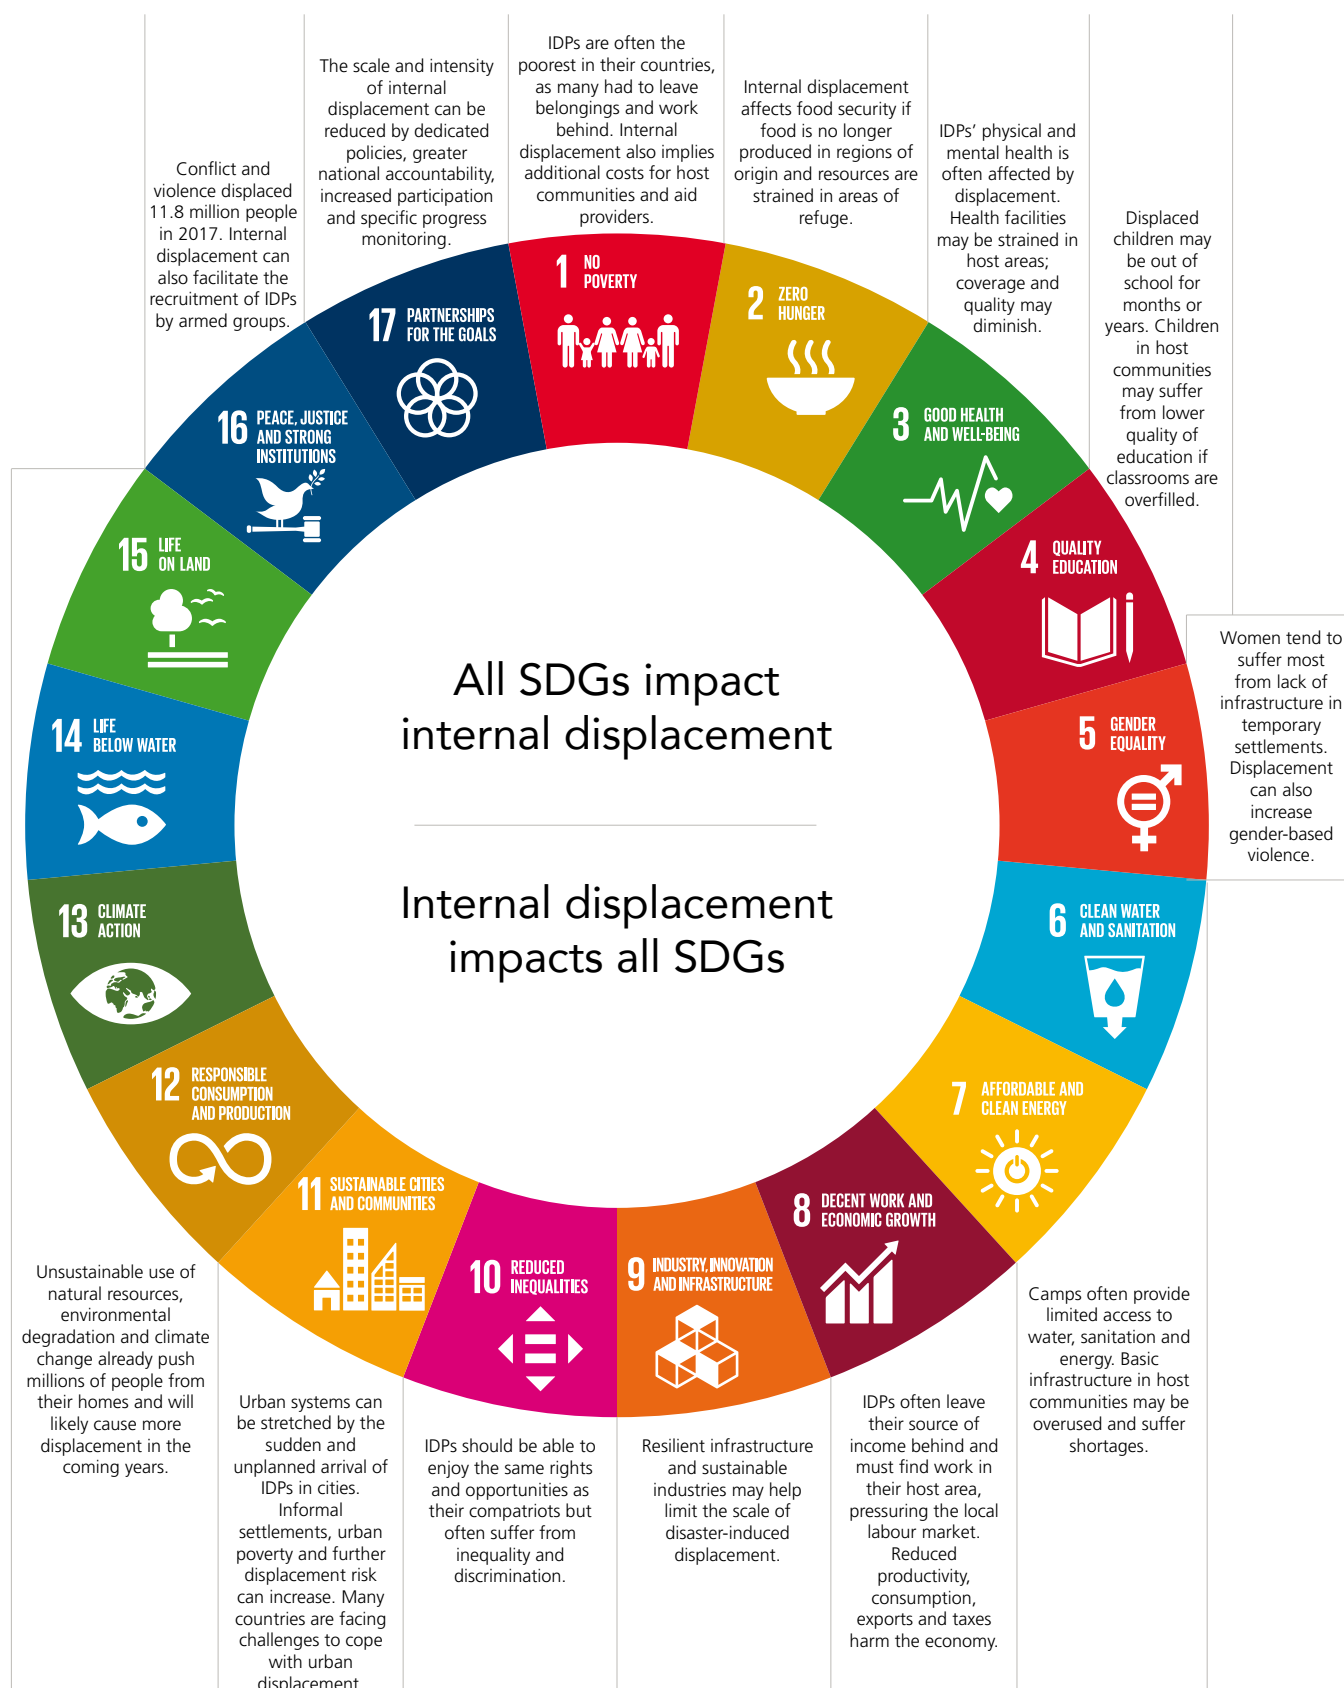 The scale and intensity
of internal
displacement can be
reduced by dedicated
policies, greater
national accountability,
increased participation
and specific progress
monitoring.
IDPs are often the
poorest in their countries,
as many had to leave
belongings and work
behind. Internal
displacement also implies
additional costs for host
communities and aid
providers.
Internal displacement
affects food security if
food is no longer
produced in regions of
origin and resources are
strained in areas of
refuge.
IDPs’ physical and
mental health is
often affected by
displacement.
Health facilities
may be strained in
host areas;
coverage and
quality may
diminish.
Conflict and
violence displaced
11.8 million people
in 2017. Internal
displacement can
also facilitate the
recruitment of IDPs
by armed groups.
Displaced
children may
be out of
school for
months or
years. Children
in host
communities
may suffer
from lower
quality of
education if
classrooms are
overfilled.
1 NO
POVERTY
2 ZERO
HUNGER
3 GOOD HEALTH
AND WELL-BEING
4 QUALITY
EDUCATION
5 GENDER
EQUALITY
Women tend to
suffer most
from lack of
infrastructure in
temporary
settlements.
Displacement
can also
increase
gender-based
violence.
6 CLEAN WATER
AND SANITATION
7 AFFORDABLE AND
CLEAN ENERGY
8 DECENT WORK AND
ECONOMIC GROWTH
9 INDUSTRY, INNOVATION
AND INFRASTRUCTURE
10 REDUCED
INEQUALITIES
11 SUSTAINABLE CITIES
AND COMMUNITIES
12 RESPONSIBLE
CONSUMPTION
AND PRODUCTION
13 CLIMATE
ACTION
14 LIFE
BELOW WATER
15 LIFE
ON LAND
16 PEACE, JUSTICE
AND STRONG
INSTITUTIONS
17 PARTNERSHIPS
FOR THE GOALS
All SDGs impact
internal displacement
Internal displacement
impacts all SDGs
Unsustainable use of
natural resources,
environmental
degradation and climate
change already push
millions of people from
their homes and will
likely cause more
displacement in the
coming years.
Urban systems can
be stretched by the
sudden and
unplanned arrival of
IDPs in cities.
Informal
settlements, urban
poverty and further
displacement risk
can increase. Many
countries are facing
challenges to cope
with urban
displacement
IDPs should be able to
enjoy the same rights
and opportunities as
their compatriots but
often suffer from
inequality and
discrimination.
Resilient infrastructure
and sustainable
industries may help
limit the scale of
disaster-induced
displacement.
IDPs often leave
their source of
income behind and
must find work in
their host area,
pressuring the local
labour market.
Reduced
productivity,
consumption,
exports and taxes
harm the economy.
Camps often provide
limited access to
water, sanitation and
energy. Basic
infrastructure in host
communities may be
overused and suffer
shortages.